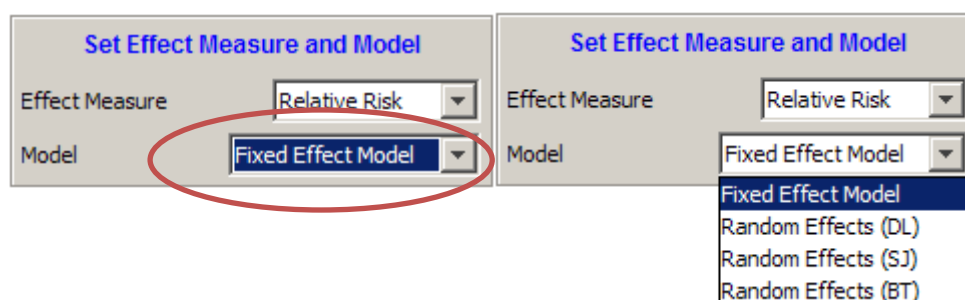 Set Effect Measure and Model
Effect Measure Relative Risk
Model Fixed Effect Model
Set Effect Measure and Model
Effect Measure Relative Risk
Model Fixed Effect Model
Fixed Effect Model
Random Effects (DL)
Random Effects (SJ)
Random Effects (BT)